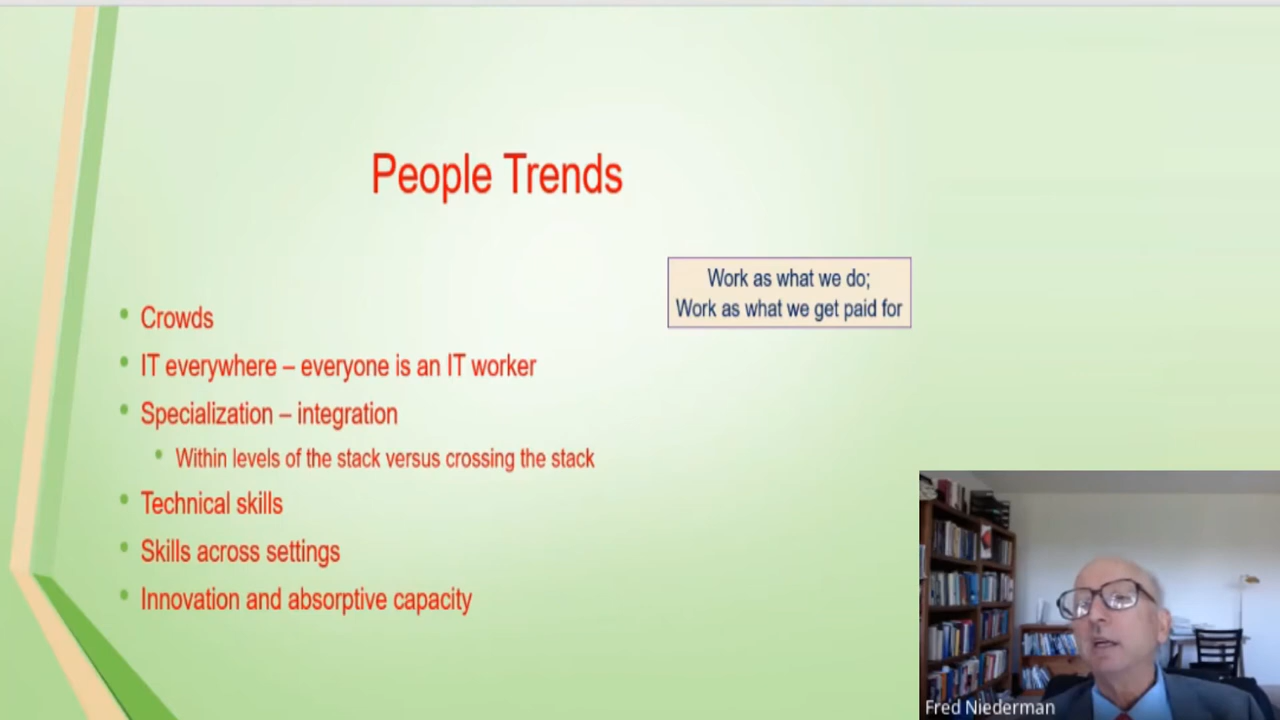 People Trends
Work as what we do;
Work as what we get paid for
Crowds
IT everywhere – everyone is an IT worker
Specialization – integration
Within levels of the stack versus crossing the stack
Technical skills
Skills across settings
Innovation and absorptive capacity
Fred Niederman